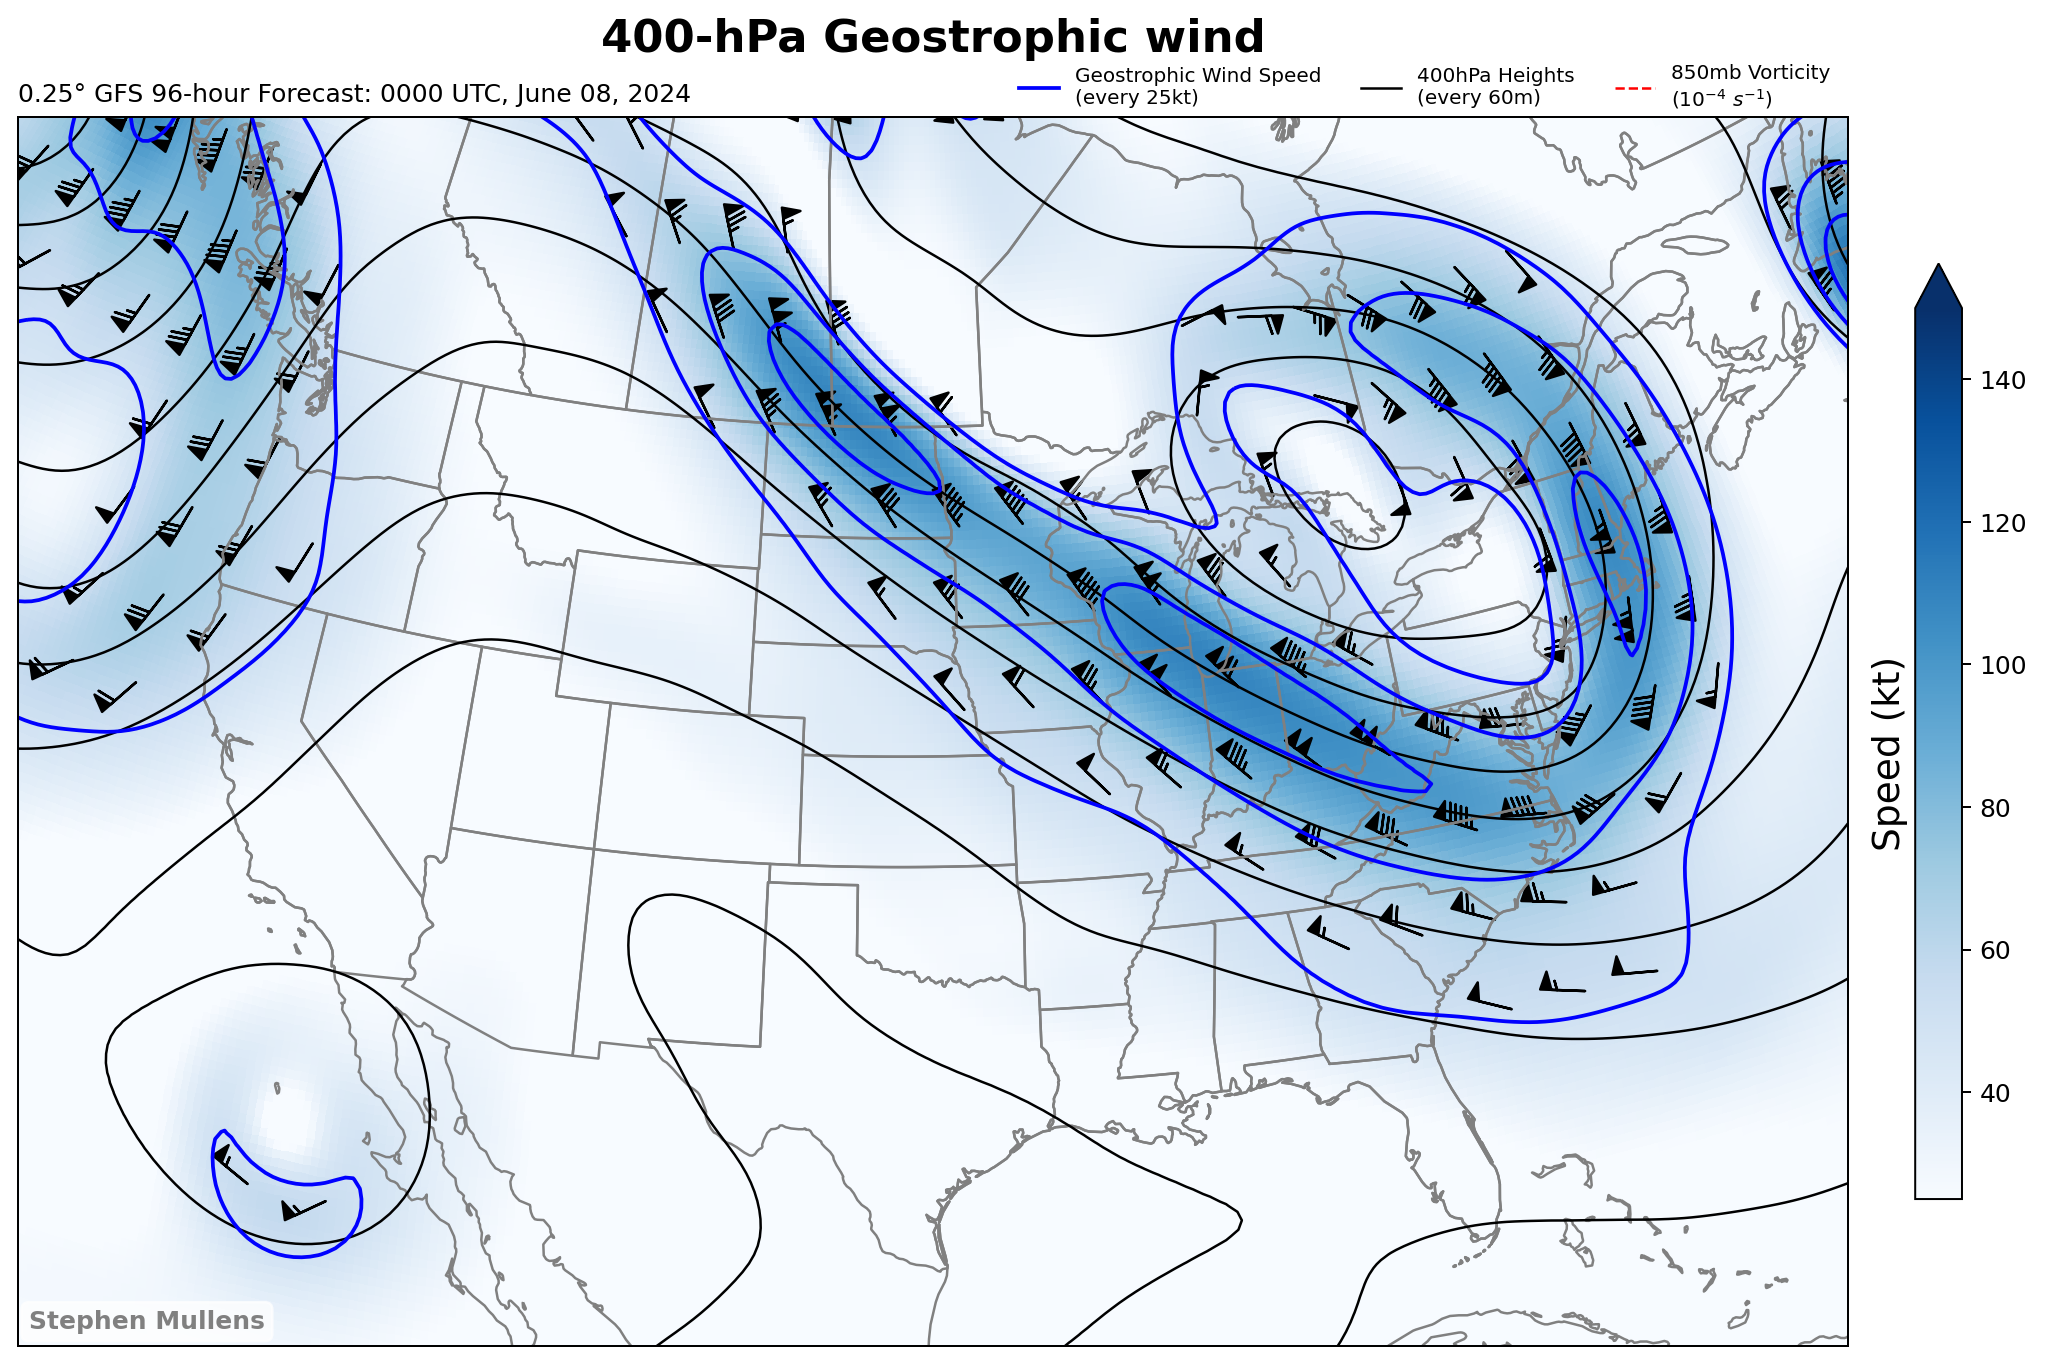 400-hPa Geostrophic wind
0.25° GFS 96-hour Forecast: 0000 UTC, June 08, 2024
Geostrophic Wind Speed
(every 25kt)
400hPa Heights
(every 60m)
850mb Vorticity
(10⁻⁴ s⁻¹)
140
120
100
80
60
40
Speed (kt)
Stephen Mullens